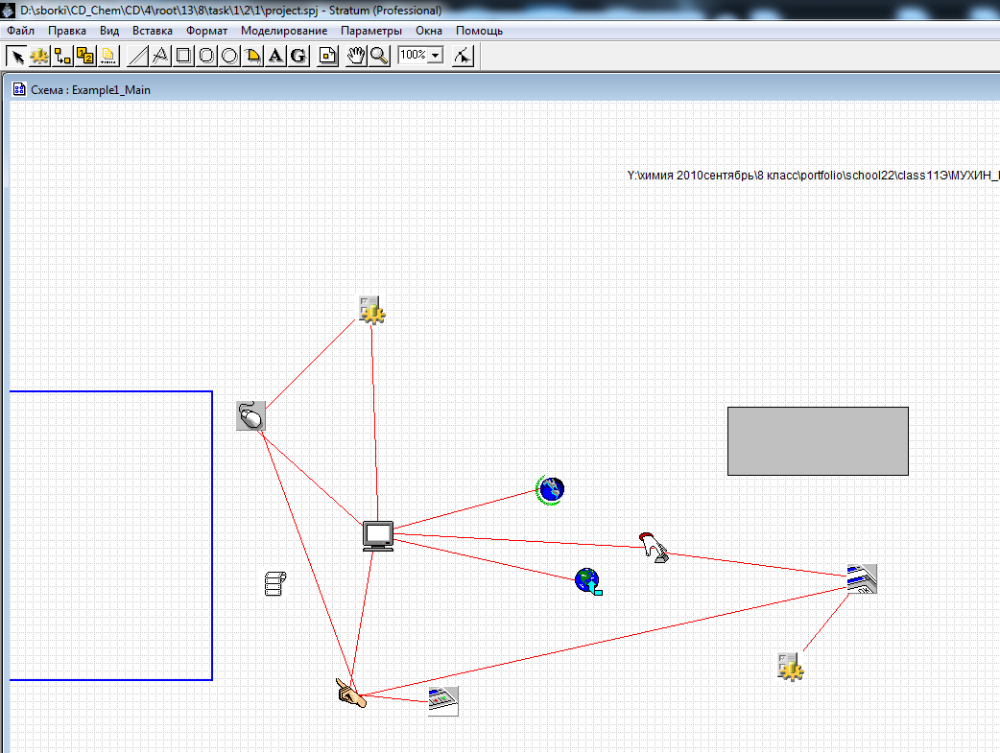 D:\sborki\CD_Chem\CD\4\root\13\8\task\1\2\1\project.spj - Stratum (Professional)
Файл Правка Вид Вставка Формат Моделирование Параметры Окна Помощь
A G 100%
Схема : Example1_Main
Y:\химия 2010сентябрь\8 класс\portfolio\school22\class11Э\МУХИН_